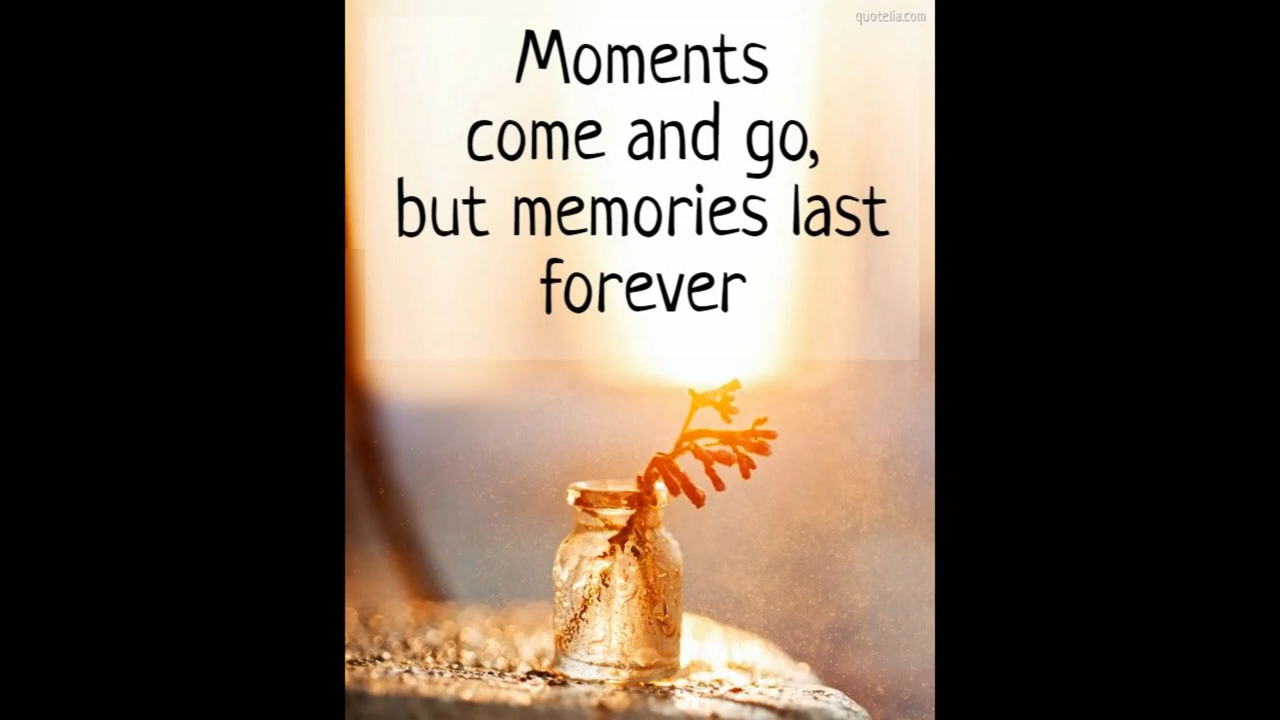 quotelia.com
Moments
come and go,
but memories last
forever